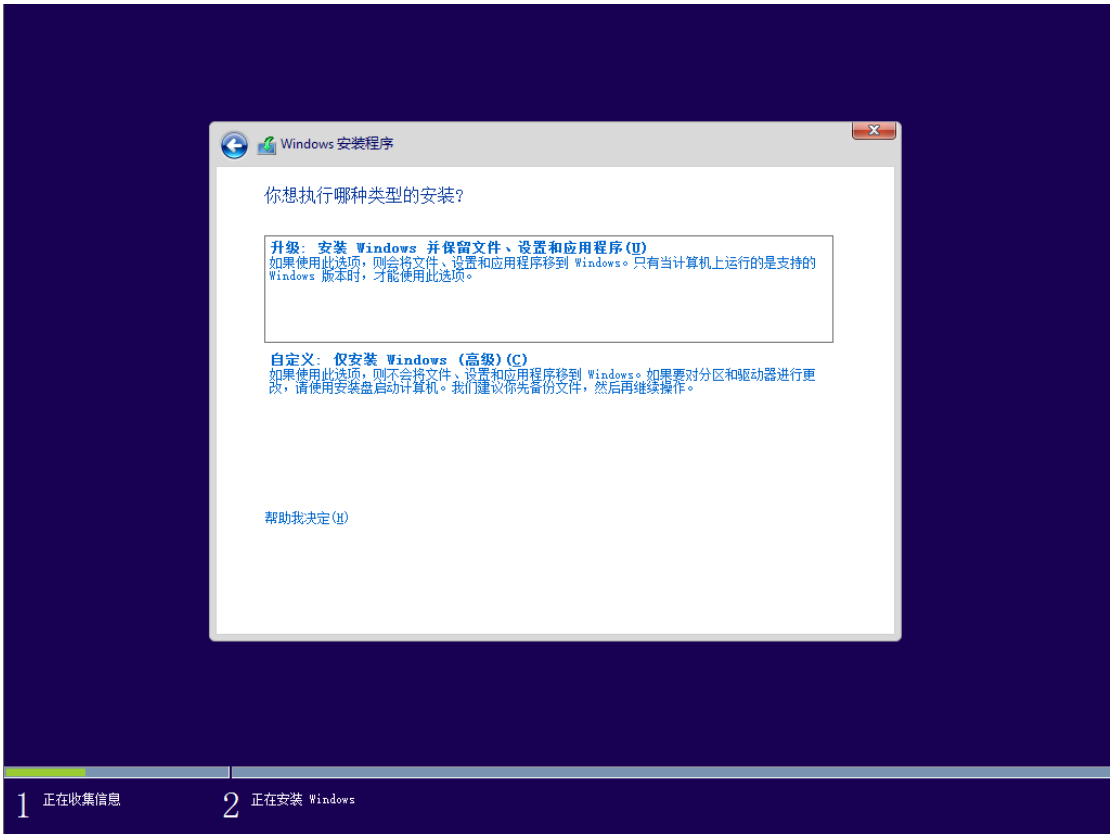 Windows 安装程序
你想执行哪种类型的安装?
升级: 安装 Windows 并保留文件、设置和应用程序(U)
如果使用此选项，则会将文件、设置和应用程序移到 Windows。只有当计算机上运行的是支持的
Windows 版本时，才能使用此选项。
自定义: 仅安装 Windows (高级)(C)
如果使用此选项，则不会将文件、设置和应用程序移到 Windows。如果要对分区和驱动器进行更
改，请使用安装盘启动计算机。我们建议你先备份文件，然后再继续操作。
帮助我决定(H)
1 正在收集信息
2 正在安装 Windows